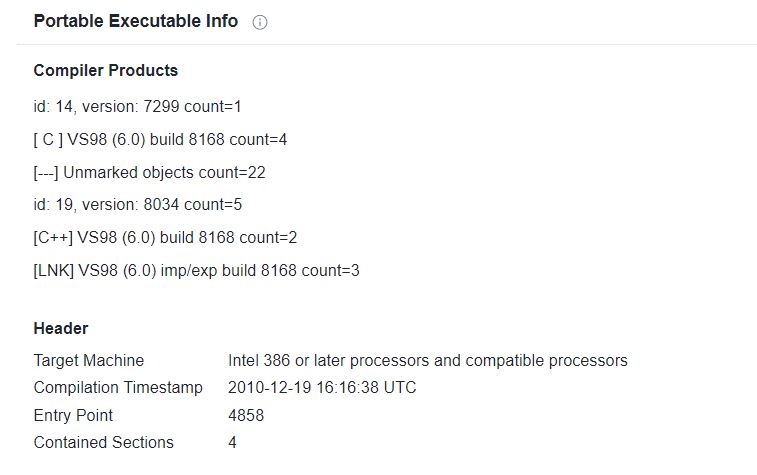 Portable Executable Info
Compiler Products
id: 14, version: 7299 count=1
[ C ] VS98 (6.0) build 8168 count=4
[---] Unmarked objects count=22
id: 19, version: 8034 count=5
[C++] VS98 (6.0) build 8168 count=2
[LNK] VS98 (6.0) imp/exp build 8168 count=3
Header
Target Machine Intel 386 or later processors and compatible processors
Compilation Timestamp 2010-12-19 16:16:38 UTC
Entry Point 4858
Contained Sections 4